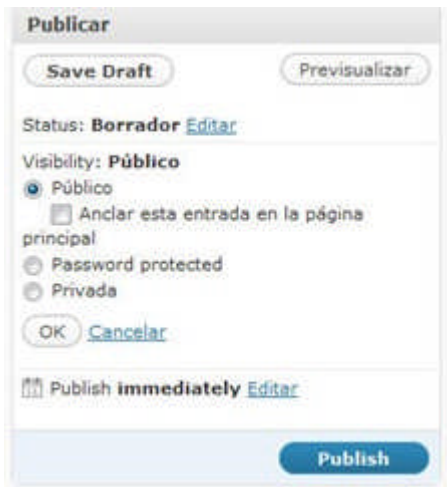 Publicar
Save Draft Previsualizar
Status: Borrador Editar
Visibility: Público
Público
Anclar esta entrada en la página
principal
Password protected
Privada
OK Cancelar
Publish immediately Editar
Publish